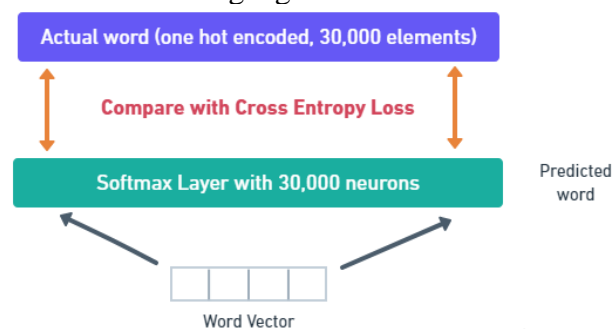 Actual word (one hot encoded, 30,000 elements)
Compare with Cross Entropy Loss
Softmax Layer with 30,000 neurons
Predicted
word
Word Vector